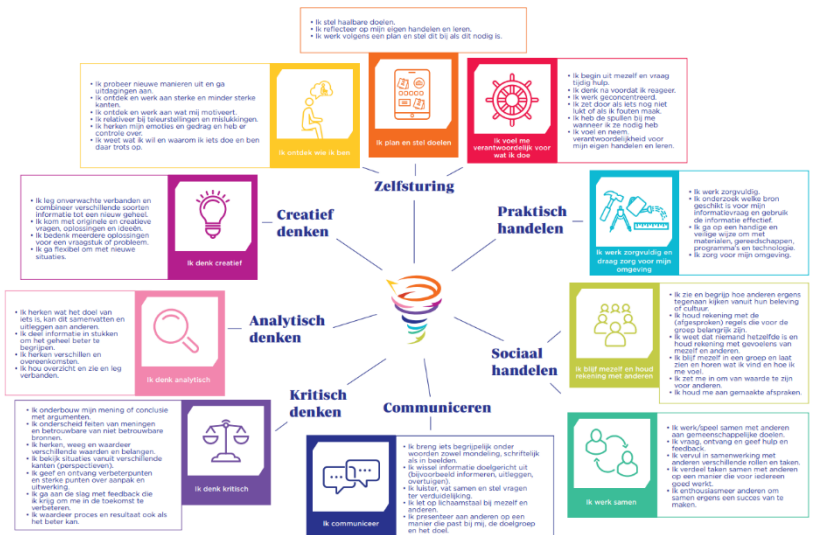 • Ik stel haalbare doelen.
• Ik reflecteer op mijn eigen handelen en leren.
• Ik werk volgens een plan en stel dit bij als dit nodig is.
• Ik probeer nieuwe manieren uit en ga
uitdagingen aan.
• Ik ontdek en werk aan sterke en minder sterke
kanten.
• Ik ontdek en werk aan wat mij motiveert.
• Ik relativeer bij teleurstellingen en mislukkingen.
• Ik herken mijn emoties en gedrag en heb er
controle over.
• Ik weet wat ik wil en waarom ik iets doe en ben
daar trots op.
Ik ontdek wie ik ben
Ik plan en stel doelen
Ik voel me
verantwoordelijk voor
wat ik doe
• Ik begin uit mezelf en vraag
tijdig hulp.
• Ik denk na voordat ik reageer.
• Ik werk geconcentreerd.
• Ik zet door als iets nog niet
lukt of als ik fouten maak.
• Ik heb de spullen bij me
wanneer ik ze nodig heb
• Ik voel en neem
verantwoordelijkheid voor
mijn eigen handelen en leren.
Zelfsturing
• Ik leg onverwachte verbanden en
combineer verschillende soorten
informatie tot een nieuw geheel.
• Ik kom met originele en creatieve
vragen, oplossingen en ideeën.
• Ik bedenk meerdere oplossingen
voor een vraagstuk of probleem.
• Ik ga flexibel om met nieuwe
situaties.
Ik denk creatief
Creatief
denken
Praktisch
handelen
Ik werk zorgvuldig en
draag zorg voor mijn
omgeving
• Ik werk zorgvuldig.
• Ik onderzoek welke bron
geschikt is voor mijn
informatievraag en gebruik
de informatie effectief.
• Ik ga op een handige en
veilige wijze om met
materialen, gereedschappen,
programma's en technologie.
• Ik zorg voor mijn omgeving.
• Ik herken wat het doel van
iets is, kan dit samenvatten en
uitleggen aan anderen.
• Ik deel informatie in stukken
om het geheel beter te
begrijpen.
• Ik herken verschillen en
overeenkomsten.
• Ik hou overzicht en zie en leg
verbanden.
Ik denk analytisch
Analytisch
denken
Sociaal
handelen
Ik blijf mezelf en houd
rekening met anderen
• Ik zie en begrijp hoe anderen ergens
tegenaan kijken vanuit hun beleving
of cultuur.
• Ik houd rekening met de
(afgesproken) regels die voor de
groep belangrijk zijn.
• Ik weet dat niemand hetzelfde is en
houd rekening met gevoelens van
mezelf en anderen.
• Ik blijf mezelf in een groep en laat
zien en horen wat ik vind en hoe ik
me voel.
• Ik zet me in om van waarde te zijn
voor anderen.
• Ik houd me aan gemaakte afspraken.
• Ik onderbouw mijn mening of conclusie
met argumenten.
• Ik onderscheid feiten van meningen
en betrouwbare van niet betrouwbare
bronnen.
• Ik herken, weeg en waardeer
verschillende waarden en belangen.
• Ik bekijk situaties vanuit verschillende
kanten (perspectieven).
• Ik geef en ontvang verbeterpunten
en sterke punten over aanpak en
uitwerking.
• Ik ga aan de slag met feedback die
ik krijg om me in de toekomst te
verbeteren.
• Ik waardeer proces en resultaat ook als
het beter kan.
Ik denk kritisch
Kritisch
denken
Communiceren
Ik communiceer
• Ik breng iets begrijpelijk onder
woorden zowel mondeling, schriftelijk
als in beelden.
• Ik wissel informatie doelgericht uit
(bijvoorbeeld informeren, uitleggen,
overtuigen).
• Ik luister, vat samen en stel vragen
ter verduidelijking.
• Ik let op lichaamstaal bij mezelf en
anderen.
• Ik presenteer aan anderen op een
manier die past bij mij, de doelgroep
en het doel.
Ik werk samen
• Ik werk/speel samen met anderen
aan gemeenschappelijke doelen.
• Ik vraag, ontvang en geef hulp en
feedback.
• Ik vervul in samenwerking met
anderen verschillende rollen en taken.
• Ik verdeel taken samen met anderen
op een manier die voor iedereen
goed werkt.
• Ik enthousiasmeer anderen om
samen ergens een succes van te
maken.